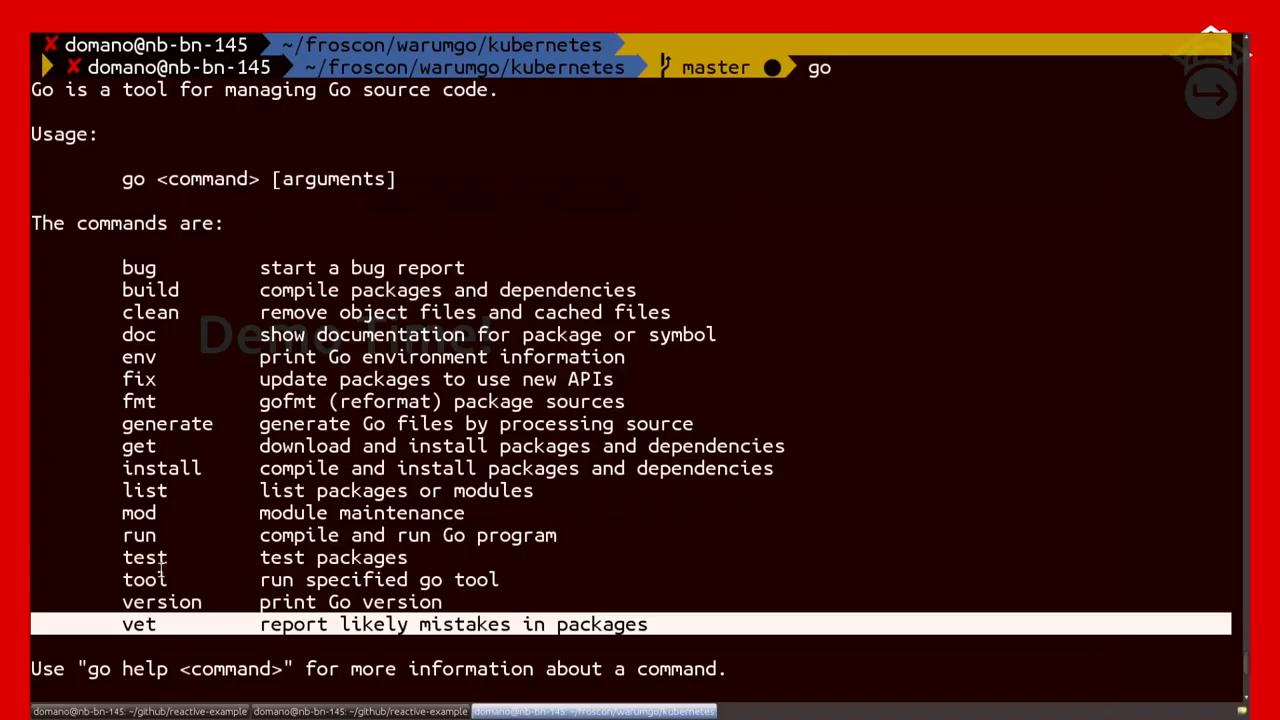 ✘ domano@nb-bn-145 ~/froscon/warumgo/kubernetes
✘ domano@nb-bn-145 ~/froscon/warumgo/kubernetes master ● go
Go is a tool for managing Go source code.
Usage:
go <command> [arguments]
The commands are:
bug start a bug report
build compile packages and dependencies
clean remove object files and cached files
doc show documentation for package or symbol
env print Go environment information
Demo Time!
fix update packages to use new APIs
fmt gofmt (reformat) package sources
generate generate Go files by processing source
get download and install packages and dependencies
install compile and install packages and dependencies
list list packages or modules
mod module maintenance
run compile and run Go program
test test packages
tool run specified go tool
version print Go version
vet report likely mistakes in packages
Use "go help <command>" for more information about a command.
domano@nb-bn-145: ~/github/reactive-example domano@nb-bn-145: ~/github/reactive-example domano@nb-bn-145: ~/froscon/warumgo/kubernetes